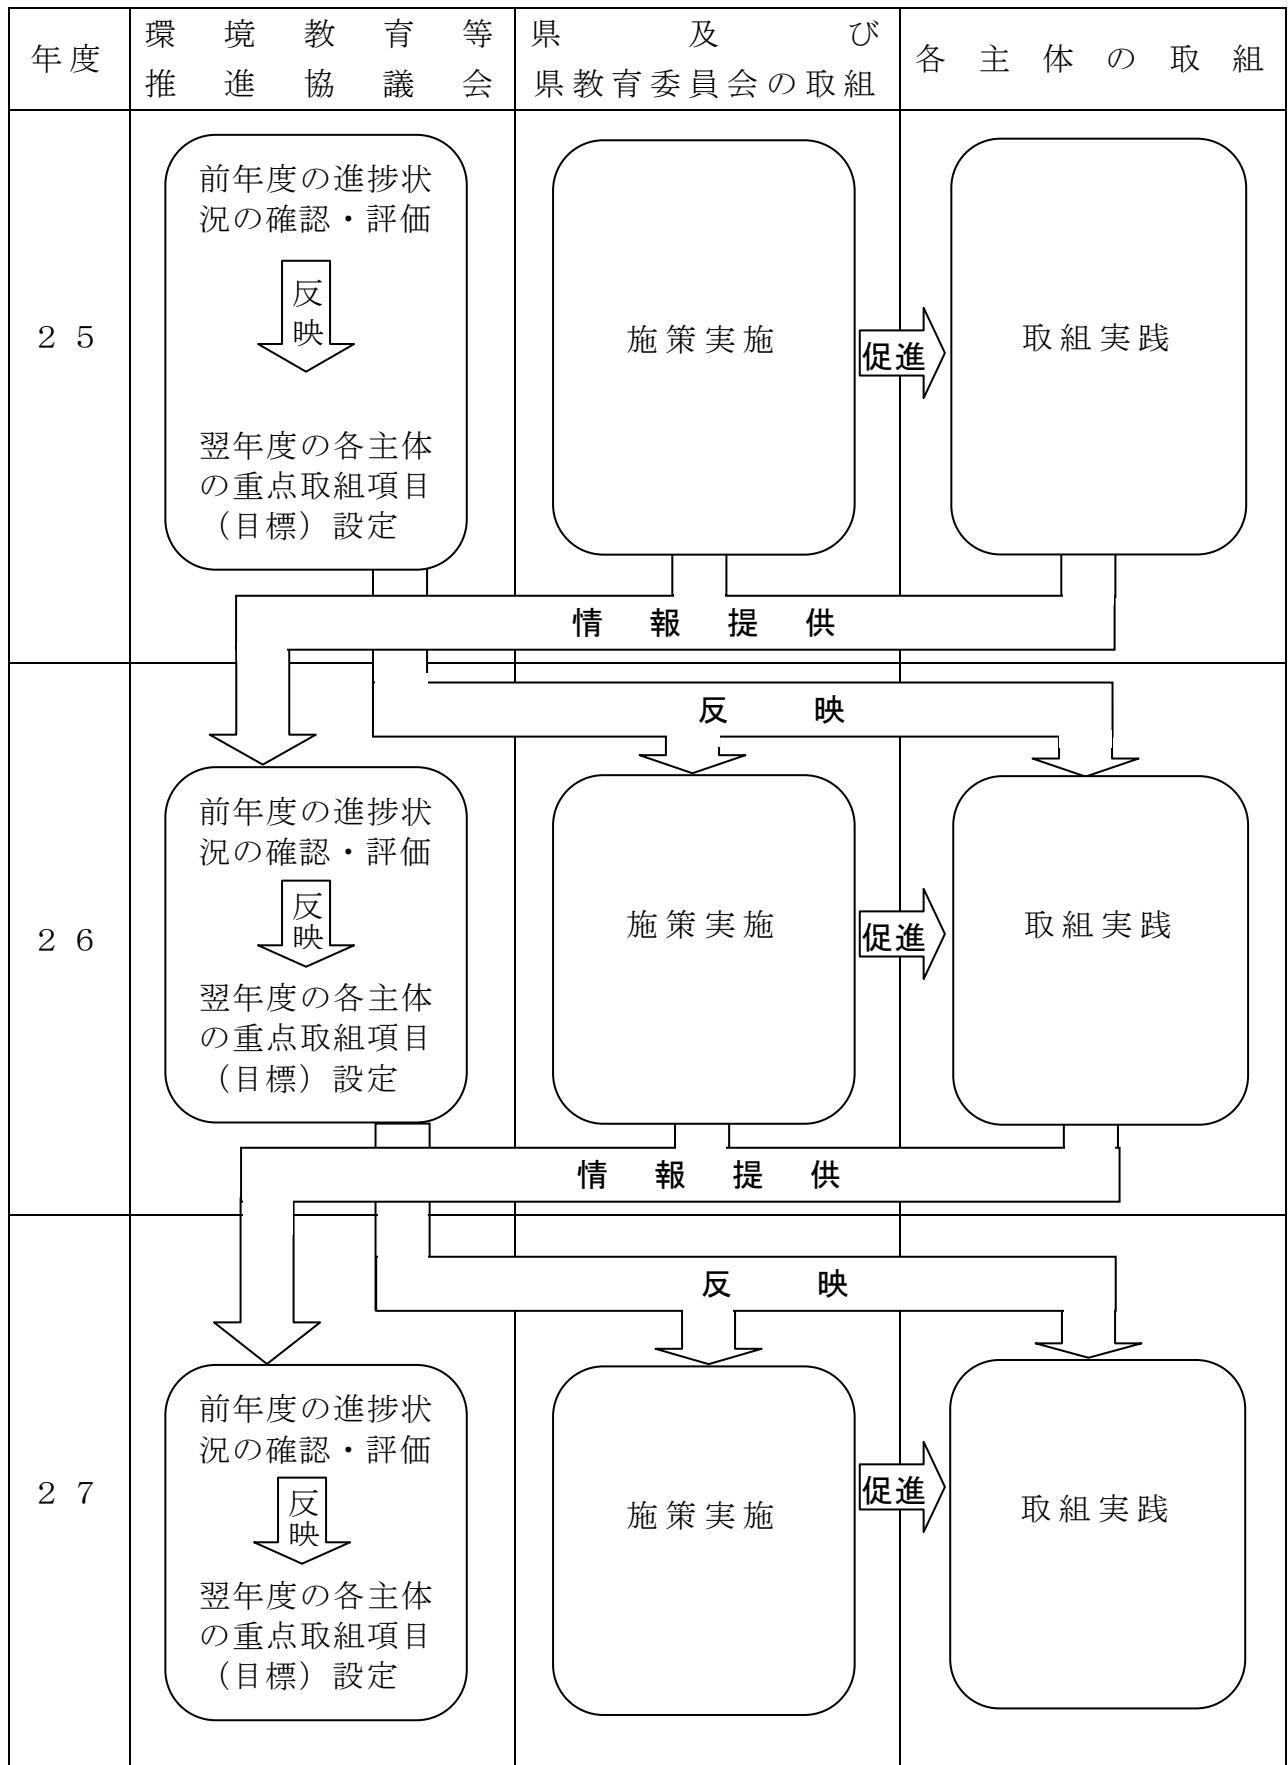 年度
環境教育等
推進協議会
県及び
県教育委員会の取組
各主体の取組
２５
前年度の進捗状
況の確認・評価
反
映
翌年度の各主体
の重点取組項目
（目標）設定
施策実施
促進
取組実践
情報提供
反映
２６
前年度の進捗状
況の確認・評価
反
映
翌年度の各主体
の重点取組項目
（目標）設定
施策実施
促進
取組実践
情報提供
反映
２７
前年度の進捗状
況の確認・評価
反
映
翌年度の各主体
の重点取組項目
（目標）設定
施策実施
促進
取組実践